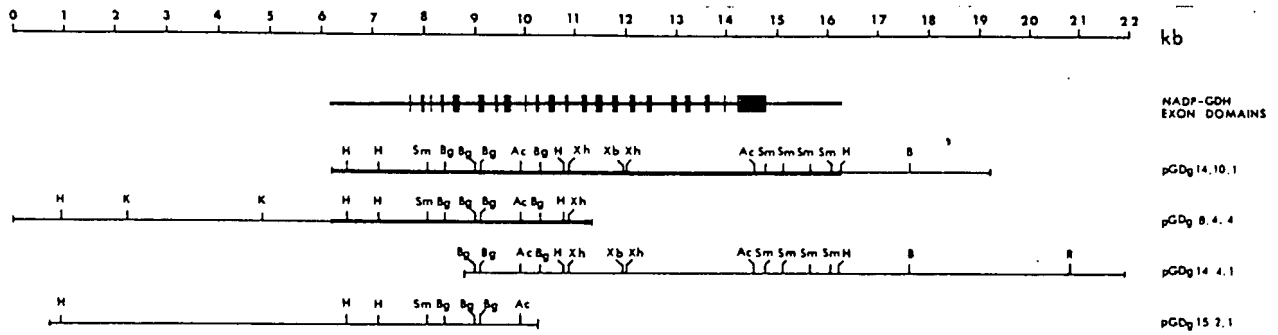 0 1 2 3 4 5 6 7 8 9 10 11 12 13 14 15 16 17 18 19 20 21 22
kb
NADP-GDH
EXON DOMAINS
H H Sm Bg Bg Bg Ac Bg H Xh Xb Xh Ac Sm Sm Sm Sm H B
pGDg 14.10.1
H K K H H Sm Bg Bg Bg Ac Bg H Xh
pGDg 8.4.4
Bg Bg Ac Bg H Xh Xb Xh Ac Sm Sm Sm Sm H B R
pGDg 14 4.1
H H H Sm Bg Bg Bg Ac
pGDg 15 2.1